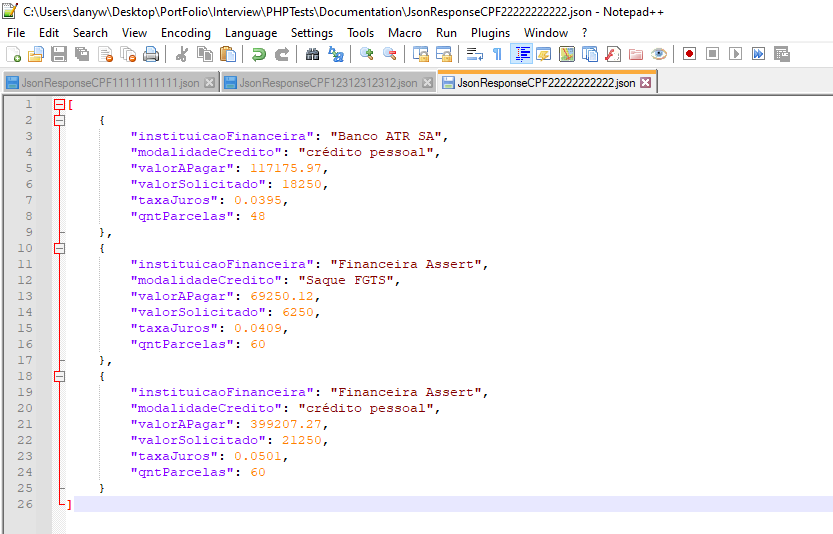 C:\Users\danyw\Desktop\PortFolio\Interview\PHPTests\Documentation\JsonResponseCPF22222222222.json - Notepad++
File Edit Search View Encoding Language Settings Tools Macro Run Plugins Window ?
JsonResponseCPF11111111111.json JsonResponseCPF12312312312.json JsonResponseCPF22222222222.json
1 [
2 {
3 "instituicaoFinanceira": "Banco ATR SA",
4 "modalidadeCredito": "crédito pessoal",
5 "valorAPagar": 117175.97,
6 "valorSolicitado": 18250,
7 "taxaJuros": 0.0395,
8 "qntParcelas": 48
9 },
10 {
11 "instituicaoFinanceira": "Financeira Assert",
12 "modalidadeCredito": "Saque FGTS",
13 "valorAPagar": 69250.12,
14 "valorSolicitado": 6250,
15 "taxaJuros": 0.0409,
16 "qntParcelas": 60
17 },
18 {
19 "instituicaoFinanceira": "Financeira Assert",
20 "modalidadeCredito": "crédito pessoal",
21 "valorAPagar": 399207.27,
22 "valorSolicitado": 21250,
23 "taxaJuros": 0.0501,
24 "qntParcelas": 60
25 }
26 ]